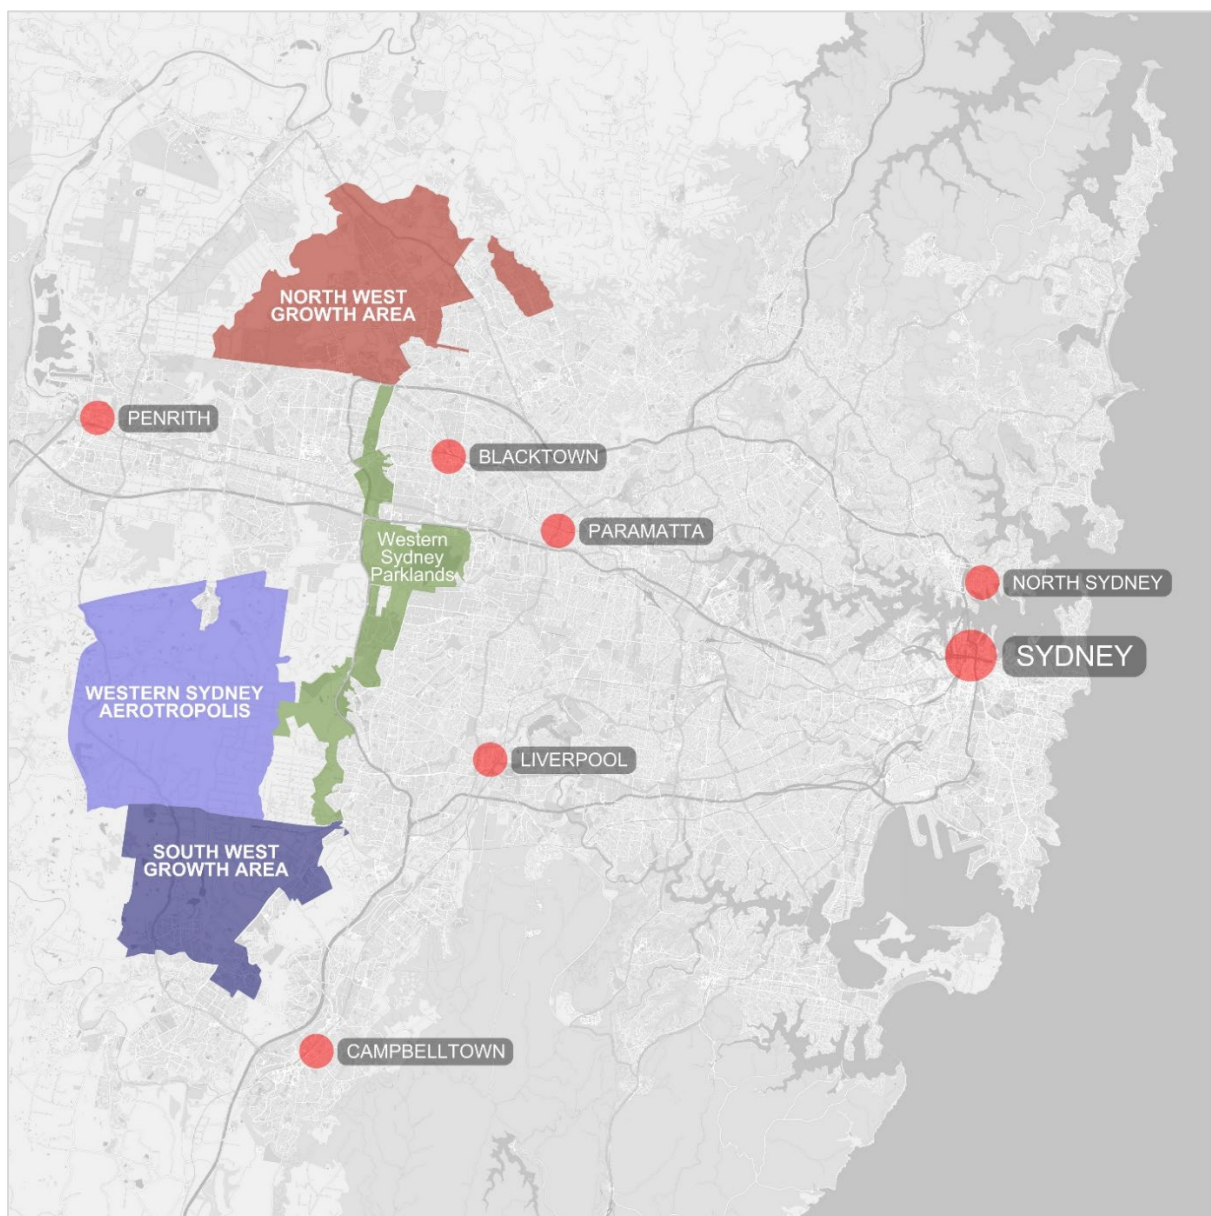 NORTH WEST
GROWTH AREA
PENRITH
BLACKTOWN
PARAMATTA
Western
Sydney
Parklands
NORTH SYDNEY
SYDNEY
WESTERN SYDNEY
AEROTROPOLIS
LIVERPOOL
SOUTH WEST
GROWTH AREA
CAMPBELLTOWN